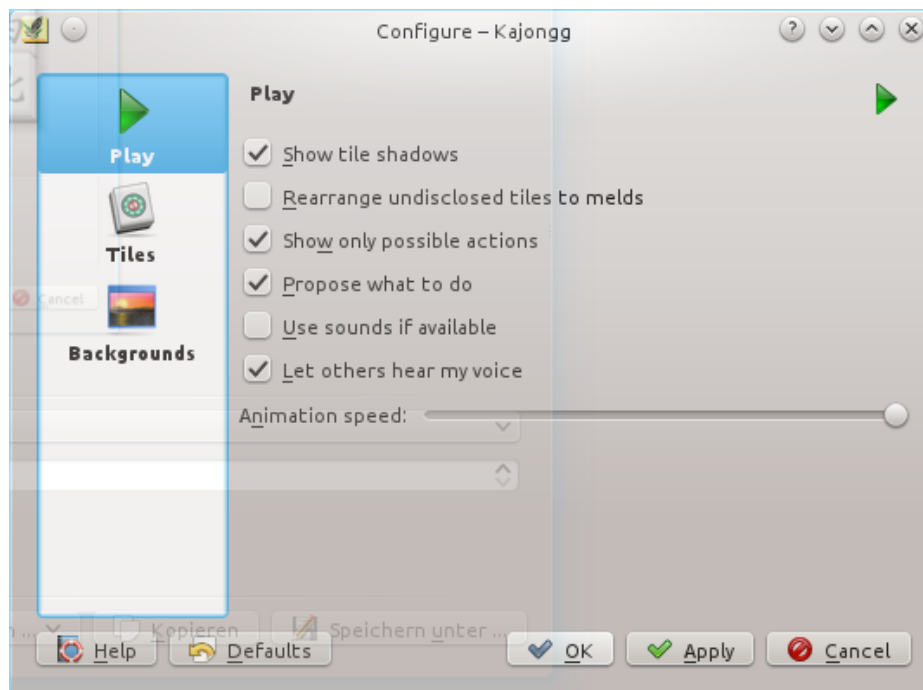 Configure – Kajongg
Play
Tiles
Backgrounds
Play
Show tile shadows
Rearrange undisclosed tiles to melds
Show only possible actions
Propose what to do
Use sounds if available
Let others hear my voice
Animation speed:
Cancel
Kopieren
Speichern unter ...
Help
Defaults
OK
Apply
Cancel